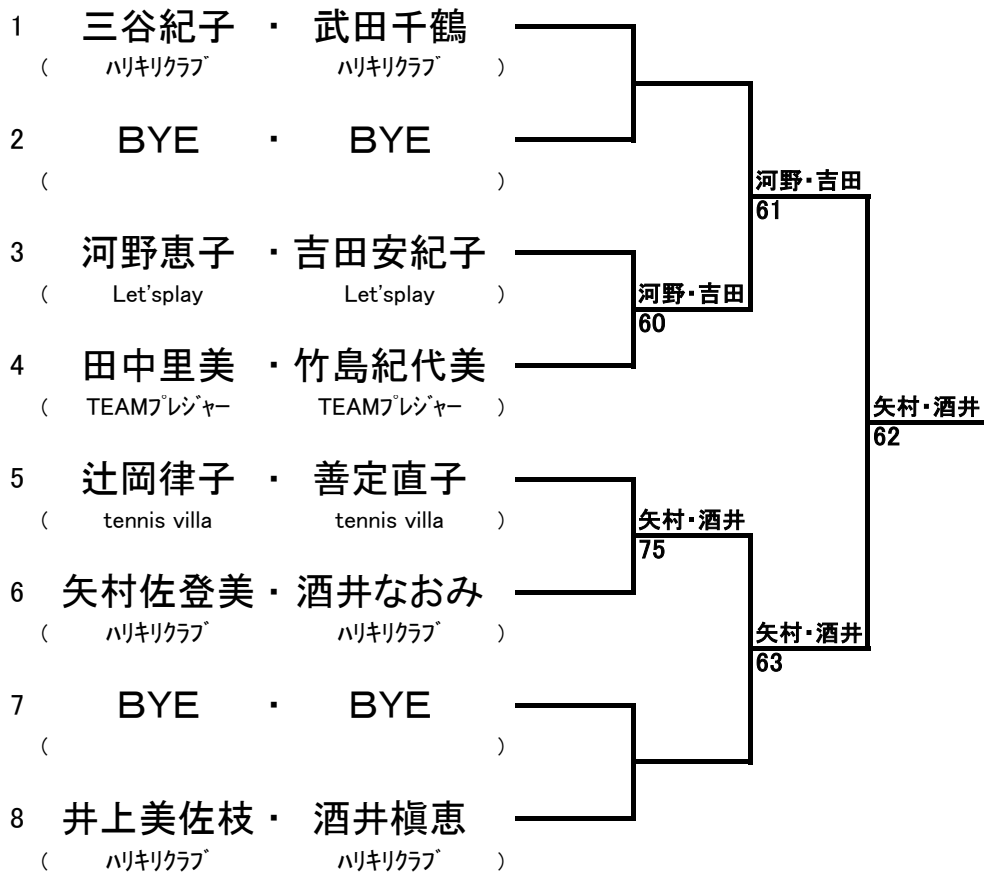 1 三谷紀子 ・ 武田千鶴
( ﾊﾘｷﾘｸﾗﾌﾞ ﾊﾘｷﾘｸﾗﾌﾞ )
2 ＢＹＥ ・ ＢＹＥ
( )
河野・吉田
61
3 河野恵子 ・ 吉田安紀子
( Let'splay Let'splay )
河野・吉田
60
4 田中里美 ・ 竹島紀代美
( TEAMﾌﾟﾚｼﾞｬｰ TEAMﾌﾟﾚｼﾞｬｰ )
矢村・酒井
62
5 辻岡律子 ・ 善定直子
( tennis villa tennis villa )
矢村・酒井
75
6 矢村佐登美 ・ 酒井なおみ
( ﾊﾘｷﾘｸﾗﾌﾞ ﾊﾘｷﾘｸﾗﾌﾞ )
矢村・酒井
63
7 ＢＹＥ ・ ＢＹＥ
( )
8 井上美佐枝 ・ 酒井槇恵
( ﾊﾘｷﾘｸﾗﾌﾞ ﾊﾘｷﾘｸﾗﾌﾞ )